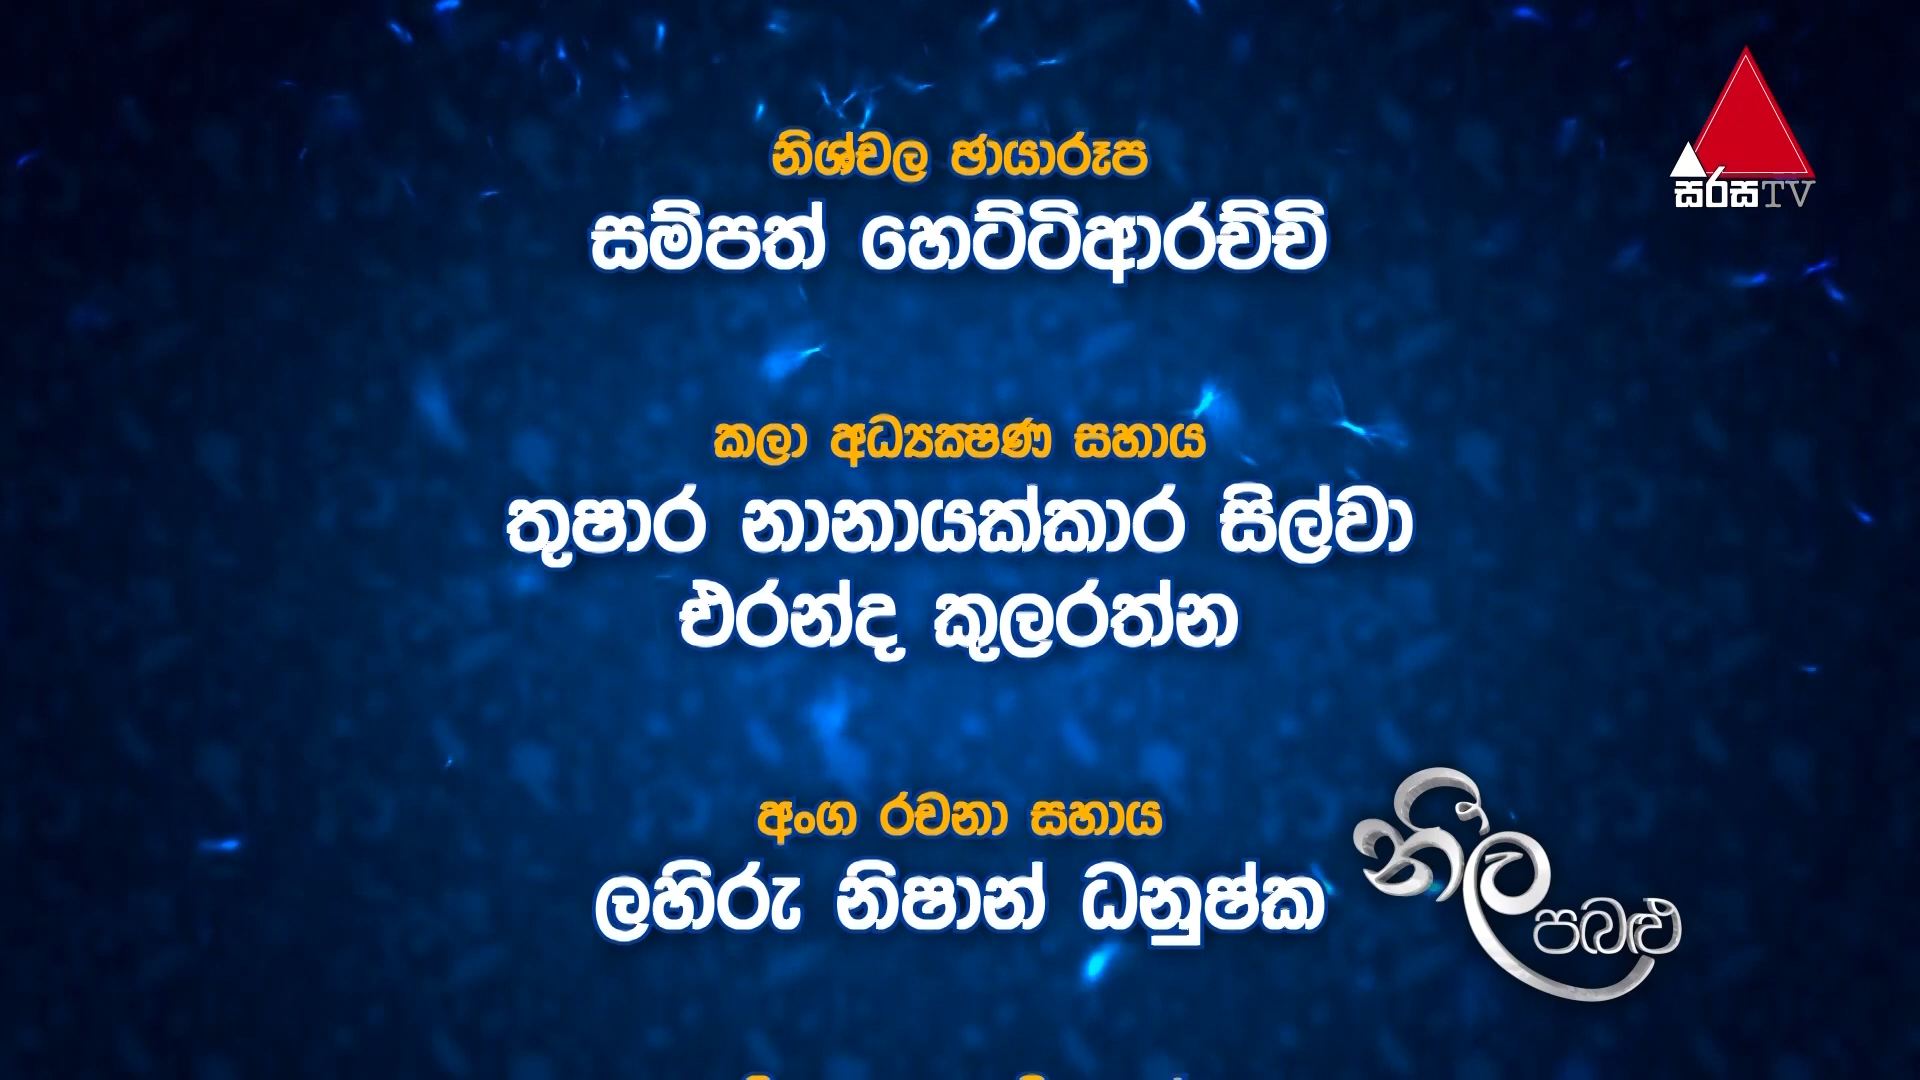 සිරස TV
නිශ්චල ඡායාරූප
සම්පත් හෙට්ටිආරච්චි
කලා අධ්‍යක්ෂණ සහාය
තුෂාර නානායක්කාර සිල්වා
එරන්ද කුලරත්න
අංග රචනා සහාය
ලහිරු නිෂාන් ධනුෂ්ක
නිල්
පබළු